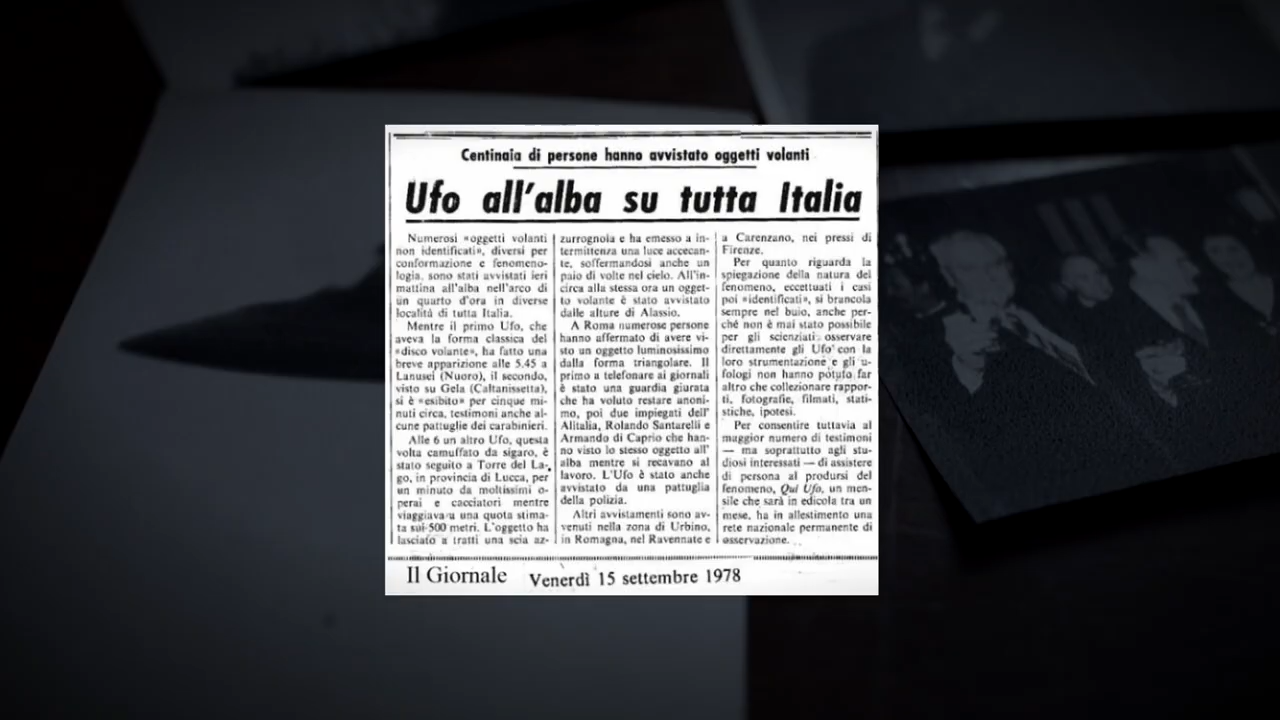 Centinaia di persone hanno avvistato oggetti volanti
Ufo all'alba su tutta Italia
Numerosi «oggetti volanti
non identificati», diversi per
conformazione e fenomeno-
logia, sono stati avvistati ieri
mattina all'alba nell'arco di
un quarto d'ora in diverse
località di tutta Italia.
Mentre il primo Ufo, che
aveva la forma classica del
«disco volante», ha fatto una
breve apparizione alle 5.45 a
Lanusei (Nuoro), il secondo,
visto su Gela (Caltanissetta),
si è «esibito» per cinque mi-
nuti circa, testimoni anche al-
cune pattuglie dei carabinieri.
Alle 6 un altro Ufo, questa
volta camuffato da sigaro, è
stato seguito a Torre del La-
go, in provincia di Lucca, per
un minuto da moltissimi o-
perai e cacciatori mentre
viaggiava a una quota stima-
ta sui 500 metri. L'oggetto ha
lasciato a tratti una scia az-
zurrognola e ha emesso a in-
termittenza una luce accecan-
te, soffermandosi anche un
paio di volte nel cielo. All'in-
circa alla stessa ora un ogget-
to volante è stato avvistato
dalle alture di Alassio.
A Roma numerose persone
hanno affermato di avere vi-
sto un oggetto luminosissimo
dalla forma triangolare. Il
primo a telefonare ai giornali
è stato una guardia giurata
che ha voluto restare anoni-
mo, poi due impiegati dell'
Alitalia, Rolando Santarelli e
Armando di Caprio che han-
no visto lo stesso oggetto all'
alba mentre si recavano al
lavoro. L'Ufo è stato anche
avvistato da una pattuglia
della polizia.
Altri avvistamenti sono av-
venuti nella zona di Urbino,
in Romagna, nel Ravennate e
a Carenzano, nei pressi di
Firenze.
Per quanto riguarda la
spiegazione della natura del
fenomeno, eccettuati i casi
poi «identificati», si brancola
sempre nel buio, anche per-
ché non è mai stato possibile
per gli scienziati osservare
direttamente gli Ufo con la
loro strumentazione e gli u-
fologi non hanno potuto far
altro che collezionare rappor-
ti, fotografie, filmati, stati-
stiche, ipotesi.
Per consentire tuttavia al
maggior numero di testimoni
— ma soprattutto agli stu-
diosi interessati — di assistere
di persona al prodursi del
fenomeno, Qui Ufo, un men-
sile che sarà in edicola tra un
mese, ha in allestimento una
rete nazionale permanente di
osservazione.
Il Giornale Venerdì 15 settembre 1978